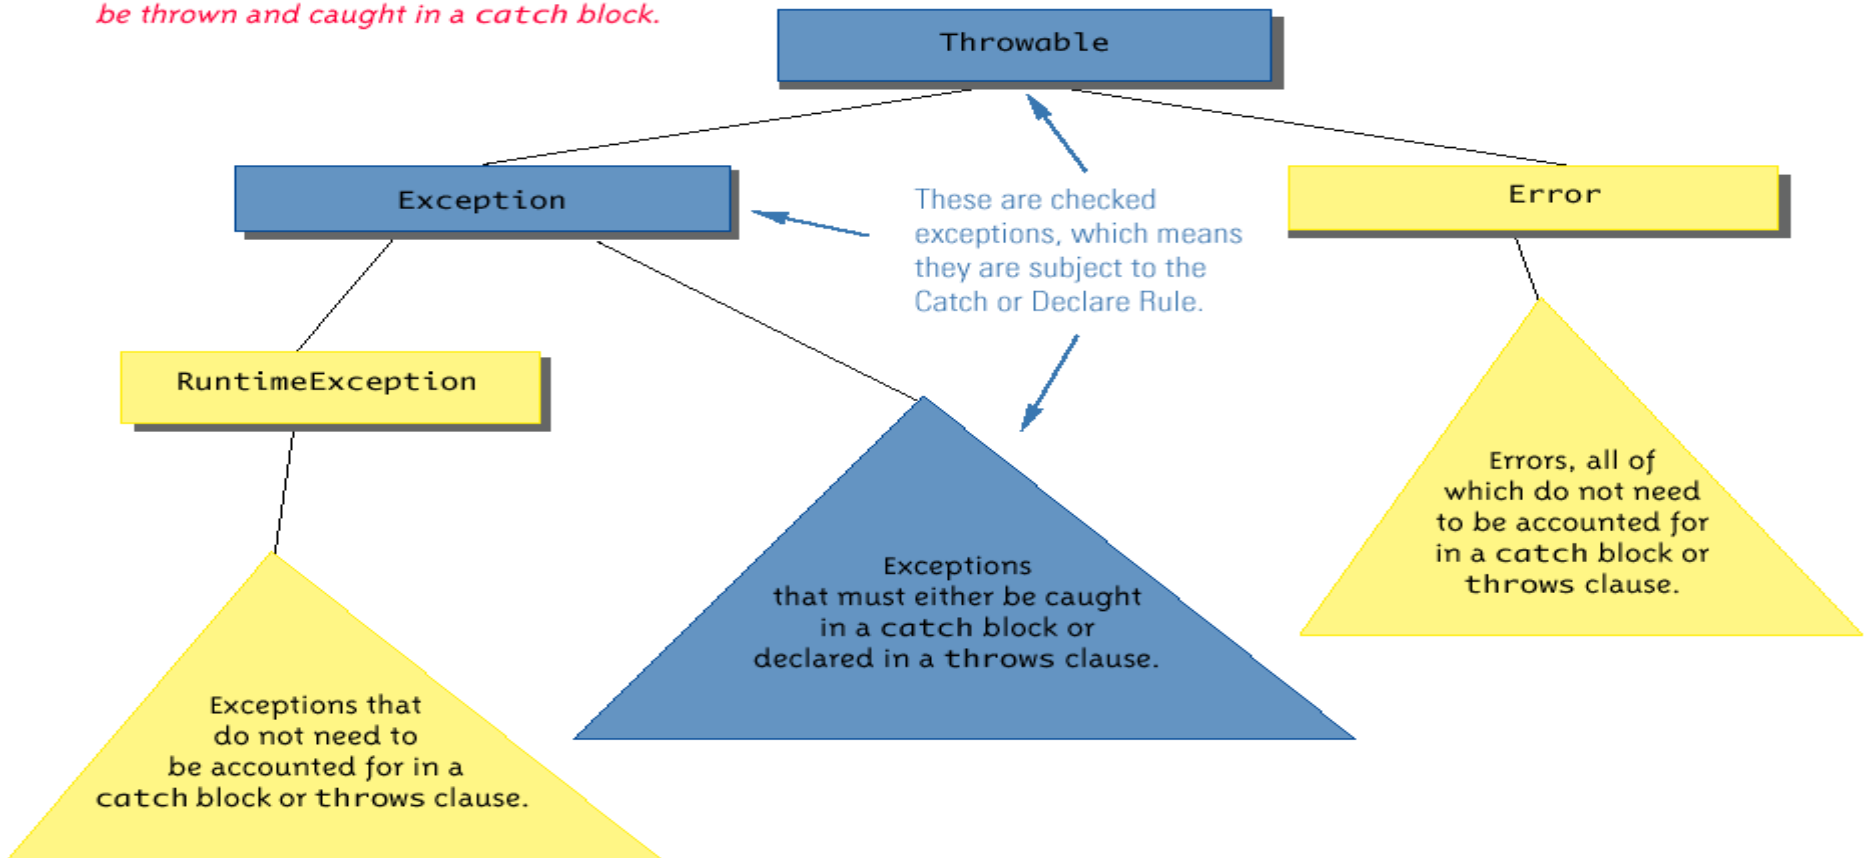 be thrown and caught in a catch block.
Throwable
Exception
These are checked
exceptions, which means
they are subject to the
Catch or Declare Rule.
Error
RuntimeException
Errors, all of
which do not need
to be accounted for
in a catch block or
throws clause.
Exceptions
that must either be caught
in a catch block or
declared in a throws clause.
Exceptions that
do not need to
be accounted for in a
catch block or throws clause.